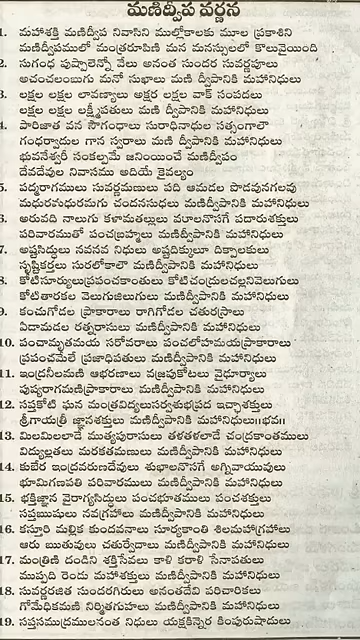 మణిద్వీప వర్ణన
1. మహాశక్తి మణిద్వీప నివాసిని ముల్లోకాలకు మూల ప్రకాశిని
మణిద్వీపములో మంత్రరూపిణి మన మనస్సులలో కొలువైయింది
2. సుగంధ పుష్పాలెన్నో వేలు అనంత సుందర సువర్ణపూలు
అచంచలంబుగు మనో సుఖాలు మణి ద్వీపానికి మహానిధులు
3. లక్షల లక్షల లావణ్యాలు అక్షర లక్షల వాక్ సంపదలు
లక్షల లక్షల లక్ష్మీపతులు మణి ద్వీపానికి మహానిధులు
4. పారిజాత వన సౌగంధాలు సురాధినాధుల సత్సంగాలౌ
గంధర్వాదుల గాన స్వరాలు మణి ద్వీపానికి మహానిధులు
భువనేశ్వరీ సంకల్పమే జనించెను మణిద్వీపం
దేవదేవుల నివాసము అదియే కైవల్యం
5. పద్మరాగములు సువర్ణమణులు పది ఆమడల పొడవునగలవు
మధురమధురమగు చందనసుధలు మణిద్వీపానికి మహానిధులు
6. అరువది నాలుగు కళామతల్లులు వరాలనొసగే పదారుశక్తులు
పరివారముతో పంచబ్రహ్మలు మణిద్వీపానికి మహానిధులు
7. అష్టసిద్ధులు నవనవ నిధులు అష్టదిక్కులూ దిక్పాలకులు
సృష్టికర్తలు సురలోకాలౌ మణిద్వీపానికి మహానిధులు
8. కోటిసూర్యులుప్రపంచకాంతులు కోటిచంద్రులచల్లనివెలుగులు
కోటితారకల వెలుగుజిలుగులు మణిద్వీపానికి మహానిధులు
9. కంచుగోడల ప్రాకారాలు రాగిగోడల చతురస్రాలు
ఏడామడల రత్నరాసులు మణిద్వీపానికి మహానిధులు
10. పంచామృతమయ సరోవరాలు పంచలోహమయప్రాకారాలు
ప్రపంచమేలే ప్రజాధిపతులు మణిద్వీపానికి మహానిధులు
11. ఇంద్రనీలమణి ఆభరణాలు వజ్రపుకోటలు వైఢూర్యాలు
పుష్యరాగమణిప్రాకారాలు మణిద్వీపానికి మహానిధులు
12. సప్తకోటి ఘన మంత్రవిద్యలుసర్వశుభప్రద ఇచ్ఛాశక్తులు
శ్రీగాయత్రీ జ్ఞానశక్తులు మణిద్వీపానికి మహానిధులు॥భవ॥
13. మిలమిలలాడే ముత్యపురాసులు తళతళలాడే చంద్రకాంతములు
విద్యుల్లతలు మరకతమణులు మణిద్వీపానికి మహానిధులు
14. కుబేర ఇంద్రవరుణదేవులు శుభాలనొసగే అగ్నివాయువులు
భూమిగణపతి పరివారములు మణిద్వీపానికి మహానిధులు
15. భక్తిజ్ఞాన వైరాగ్యసిద్ధులు పంచభూతములు పంచశక్తులు
సప్తఋషులు నవగ్రహాలు మణిద్వీపానికి మహానిధులు
16. కస్తూరి మల్లిక కుందవనాలు సూర్యకాంతి శిలమహాగ్రహాలు
ఆరు ఋతువులు చతుర్వేదాలు మణిద్వీపానికి మహానిధులు
17. మంత్రిణి దండిని శక్తిసేవలు కాళి కరాళి సేనాపతులు
ముప్పది రెండు మహాశక్తులు మణిద్వీపానికి మహానిధులు
18. సువర్ణరజిత సుందరగిరులు అనంతదేవి పరిచారికలు
గోమేధికమణి నిర్మితగుహలు మణిద్వీపానికి మహానిధులు
19. సప్తసముద్రములనంత నిధులు యక్షకిన్నెర కింపురుషాదులు